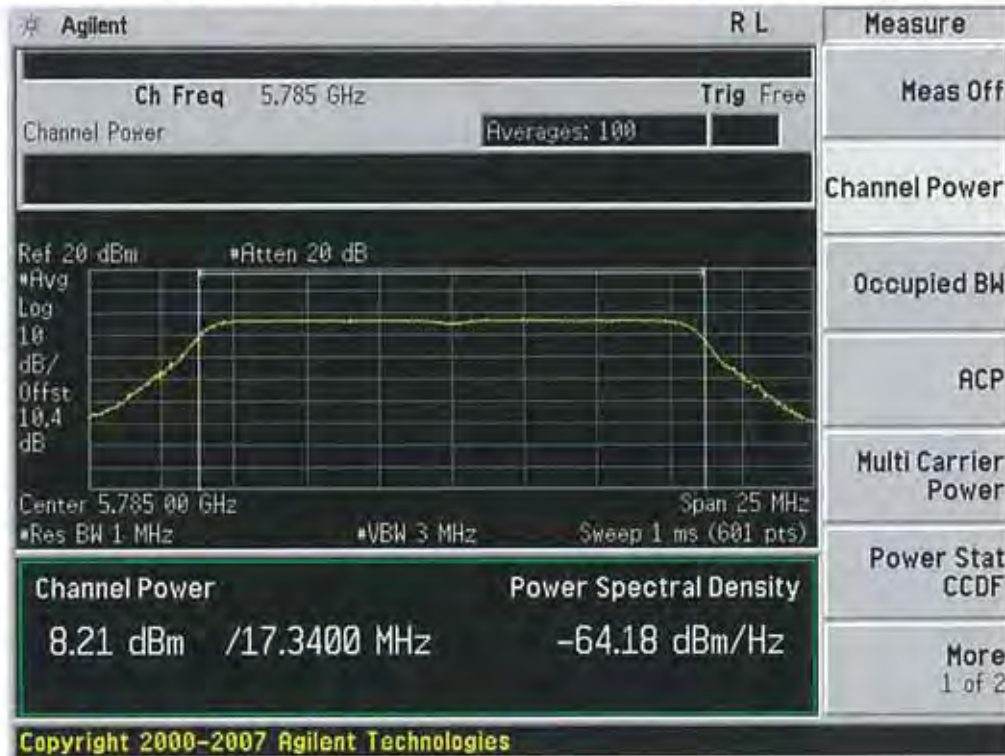 Agilent
R L
Measure
Ch Freq 5.785 GHz
Trig Free
Channel Power
Averages: 100
Ref 20 dBm
#Atten 20 dB
#Avg
Log
10
dB/
Offst
10.4
dB
Center 5.785 00 GHz
Span 25 MHz
#Res BW 1 MHz
#VBW 3 MHz
Sweep 1 ms (601 pts)
Channel Power
Power Spectral Density
8.21 dBm /17.3400 MHz
-64.18 dBm/Hz
Copyright 2000-2007 Agilent Technologies
Meas Off
Channel Power
Occupied BW
ACP
Multi Carrier
Power
Power Stat
CCDF
More
1 of 2